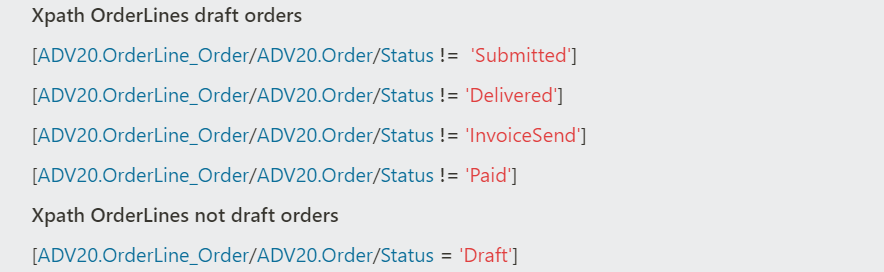 Xpath OrderLines draft orders
[ADV20.OrderLine_Order/ADV20.Order/Status !=  'Submitted']
[ADV20.OrderLine_Order/ADV20.Order/Status != 'Delivered']
[ADV20.OrderLine_Order/ADV20.Order/Status != 'InvoiceSend']
[ADV20.OrderLine_Order/ADV20.Order/Status != 'Paid']
Xpath OrderLines not draft orders
[ADV20.OrderLine_Order/ADV20.Order/Status = 'Draft']